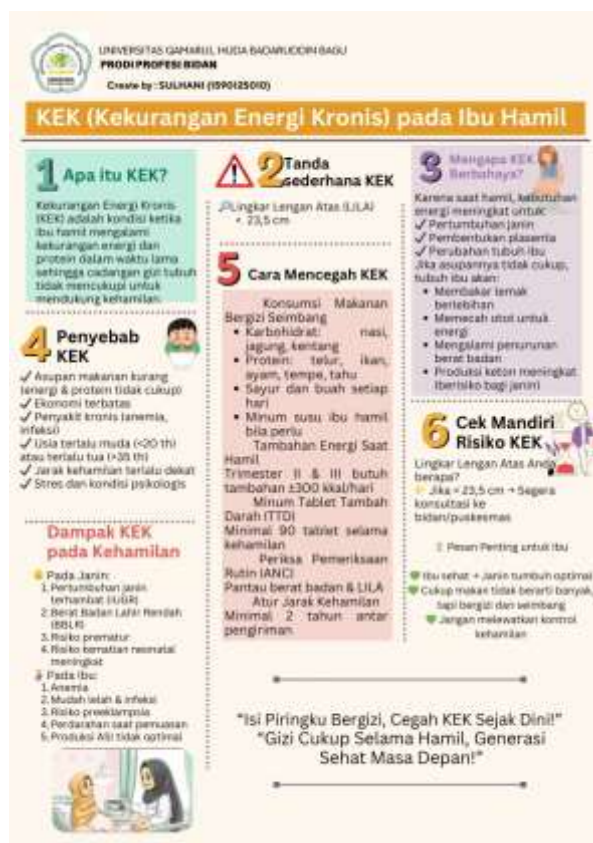 UNIVERSITAS QAMARUL HUDA BADARUDDIN BAGU
PRODI PROFESI BIDAN
Create by : SULHANI (1590125010)
KEK (Kekurangan Energi Kronis) pada Ibu Hamil
1 Apa itu KEK?
Kekurangan Energi Kronis
(KEK) adalah kondisi ketika
ibu hamil mengalami
kekurangan energi dan
protein dalam waktu lama
sehingga cadangan gizi tubuh
tidak mencukupi untuk
mendukung kehamilan.
2 Tanda
sederhana KEK
Lingkar Lengan Atas (LILA)
< 23,5 cm
3 Mengapa KEK
Berbahaya?
Karena saat hamil, kebutuhan
energi meningkat untuk:
✓ Pertumbuhan janin
✓ Pembentukan plasenta
✓ Perubahan tubuh ibu
Jika asupannya tidak cukup,
tubuh ibu akan:
• Membakar lemak
berlebihan
• Memecah otot untuk
energi
• Mengalami penurunan
berat badan
• Produksi keton meningkat
(berisiko bagi janin)
4 Penyebab
KEK
✓ Asupan makanan kurang
(energi & protein tidak cukup)
✓ Ekonomi terbatas
✓ Penyakit kronis (anemia,
infeksi)
✓ Usia terlalu muda (<20 th)
atau terlalu tua (>35 th)
✓ Jarak kehamilan terlalu dekat
✓ Stres dan kondisi psikologis
Dampak KEK
pada Kehamilan
Pada Janin:
1. Pertumbuhan janin
terhambat (IUGR)
2. Berat Badan Lahir Rendah
(BBLR)
3. Risiko prematur
4. Risiko kematian neonatal
meningkat
Pada Ibu:
1. Anemia
2. Mudah lelah & infeksi
3. Risiko preeklampsia
4. Perdarahan saat
5. Produksi ASI tidak optimal
5 Cara Mencegah KEK
Konsumsi Makanan
Bergizi Seimbang
• Karbohidrat: nasi,
jagung, kentang
• Protein: telur, ikan,
ayam, tempe, tahu
• Sayur dan buah setiap
hari
• Minum susu ibu hamil
bila perlu
Tambahan Energi Saat
Hamil
Trimester II & III butuh
tambahan ±300 kkal/hari
Minum Tablet Tambah
Darah (TTD)
Minimal 90 tablet selama
kehamilan
Periksa Pemeriksaan
Rutin (ANC)
Pantau berat badan & LILA
Atur Jarak Kehamilan
Minimal 2 tahun antar
pengiriman
6 Cek Mandiri
Risiko KEK
Lingkar Lengan Atas Anda
berapa?
Jika < 23,5 cm → Segera
konsultasi ke
bidan/puskesmas
Pesan Penting untuk Ibu
Ibu sehat → Janin tumbuh optimal
Cukup makan tidak berarti banyak,
tapi bergizi dan seimbang
Jangan melewatkan kontrol
kehamilan
"Isi Piringku Bergizi, Cegah KEK Sejak Dini!"
"Gizi Cukup Selama Hamil, Generasi
Sehat Masa Depan!"